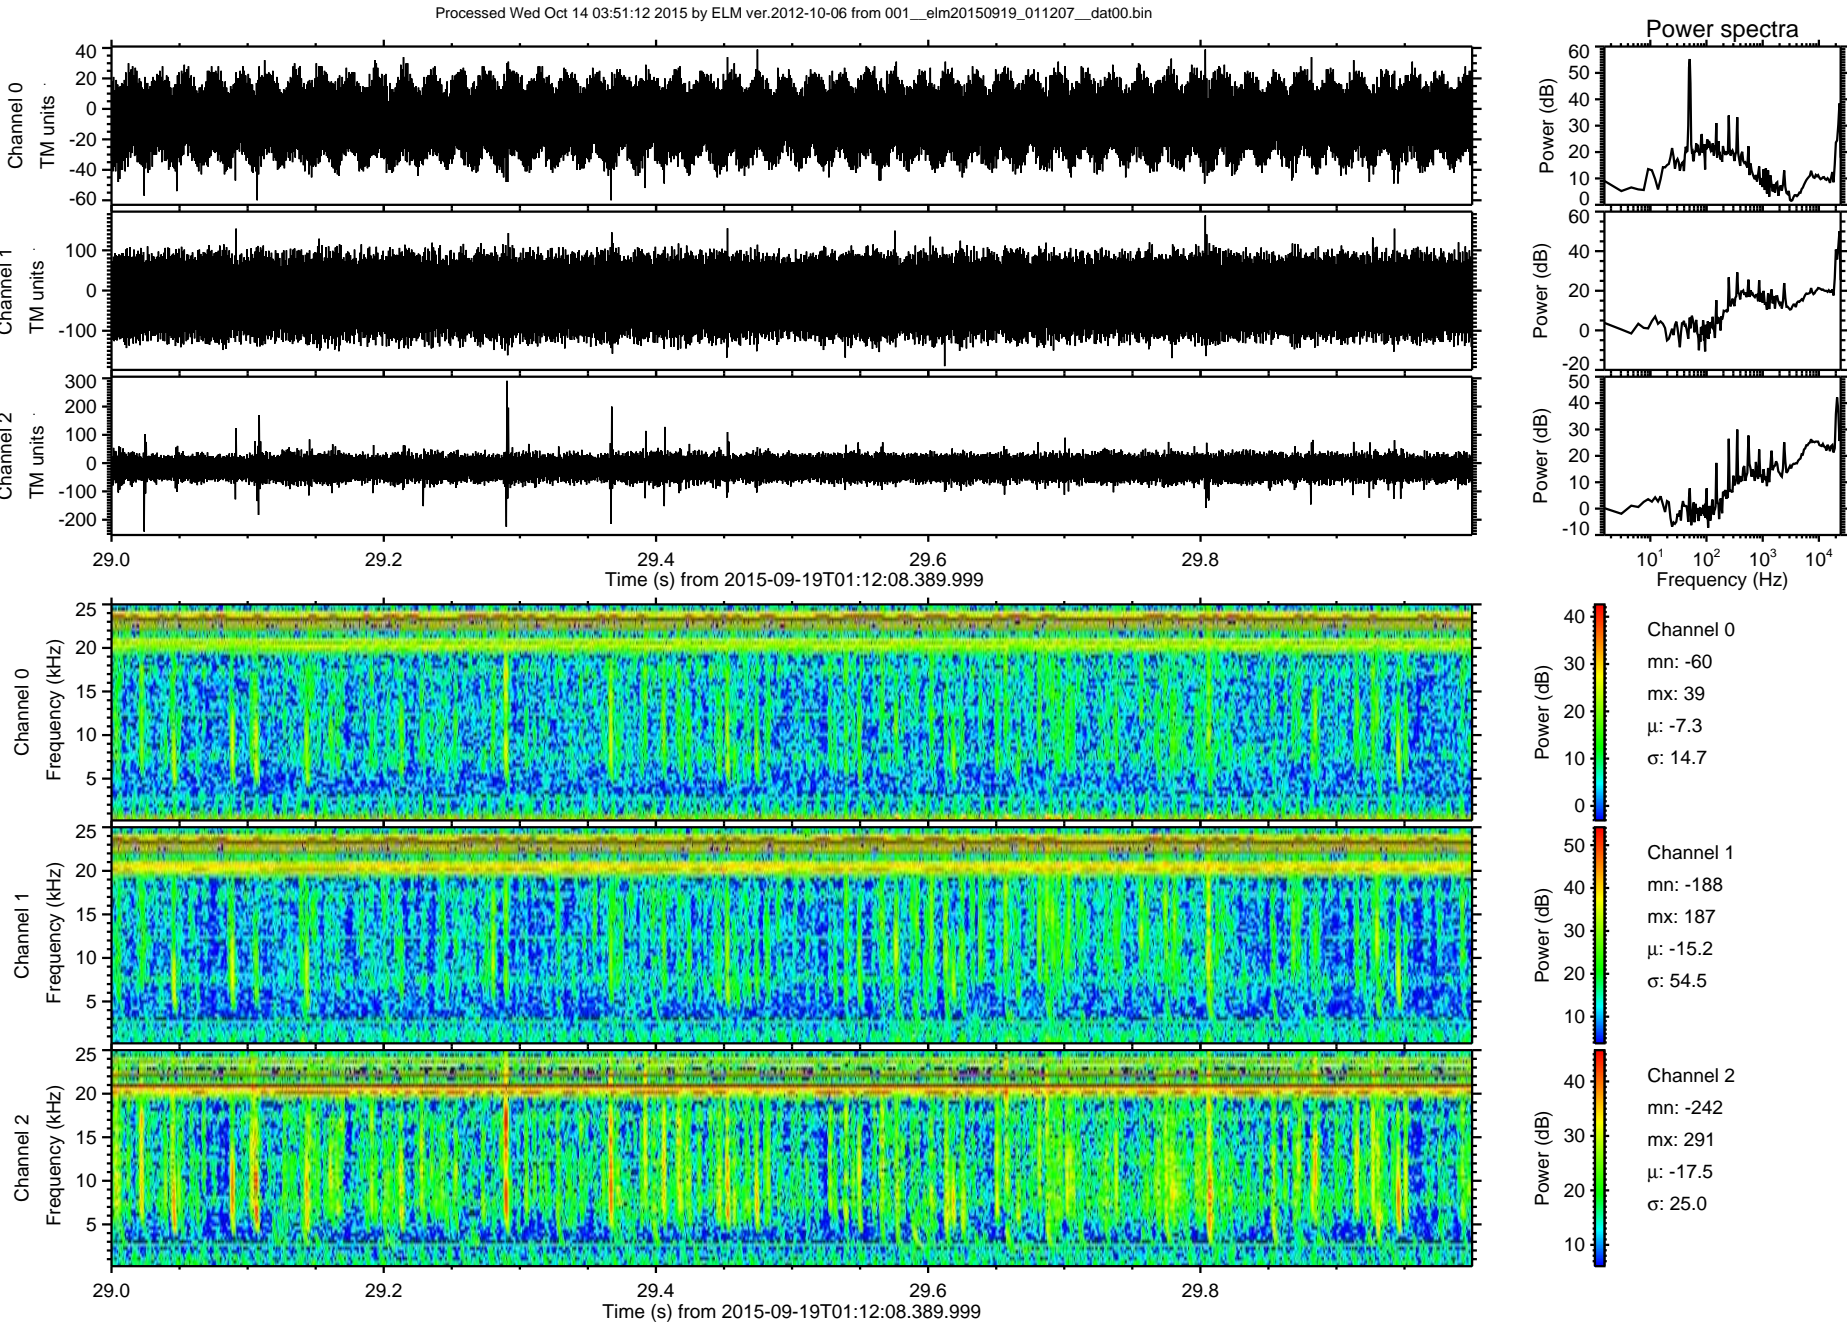 Processed Wed Oct 14 03:51:12 2015 by ELM ver.2012-10-06 from 001__elm20150919_011207__dat00.bin
Power spectra
Channel 0
TM units
40
20
0
-20
-40
-60
Power (dB)
60
50
40
30
20
10
0
Channel 1
TM units
100
0
-100
Power (dB)
60
40
20
0
-20
Channel 2
TM units
300
200
100
0
-100
-200
Power (dB)
50
40
30
20
10
0
-10
29.0 29.2 29.4 29.6 29.8
Time (s) from 2015-09-19T01:12:08.389.999
10^1 10^2 10^3 10^4
Frequency (Hz)
Channel 0
Frequency (kHz)
25
20
15
10
5
Power (dB)
40
30
20
10
0
Channel 0
mn: -60
mx: 39
μ: -7.3
σ: 14.7
Channel 1
Frequency (kHz)
25
20
15
10
5
Power (dB)
50
40
30
20
10
Channel 1
mn: -188
mx: 187
μ: -15.2
σ: 54.5
Channel 2
Frequency (kHz)
25
20
15
10
5
Power (dB)
40
30
20
10
Channel 2
mn: -242
mx: 291
μ: -17.5
σ: 25.0
29.0 29.2 29.4 29.6 29.8
Time (s) from 2015-09-19T01:12:08.389.999